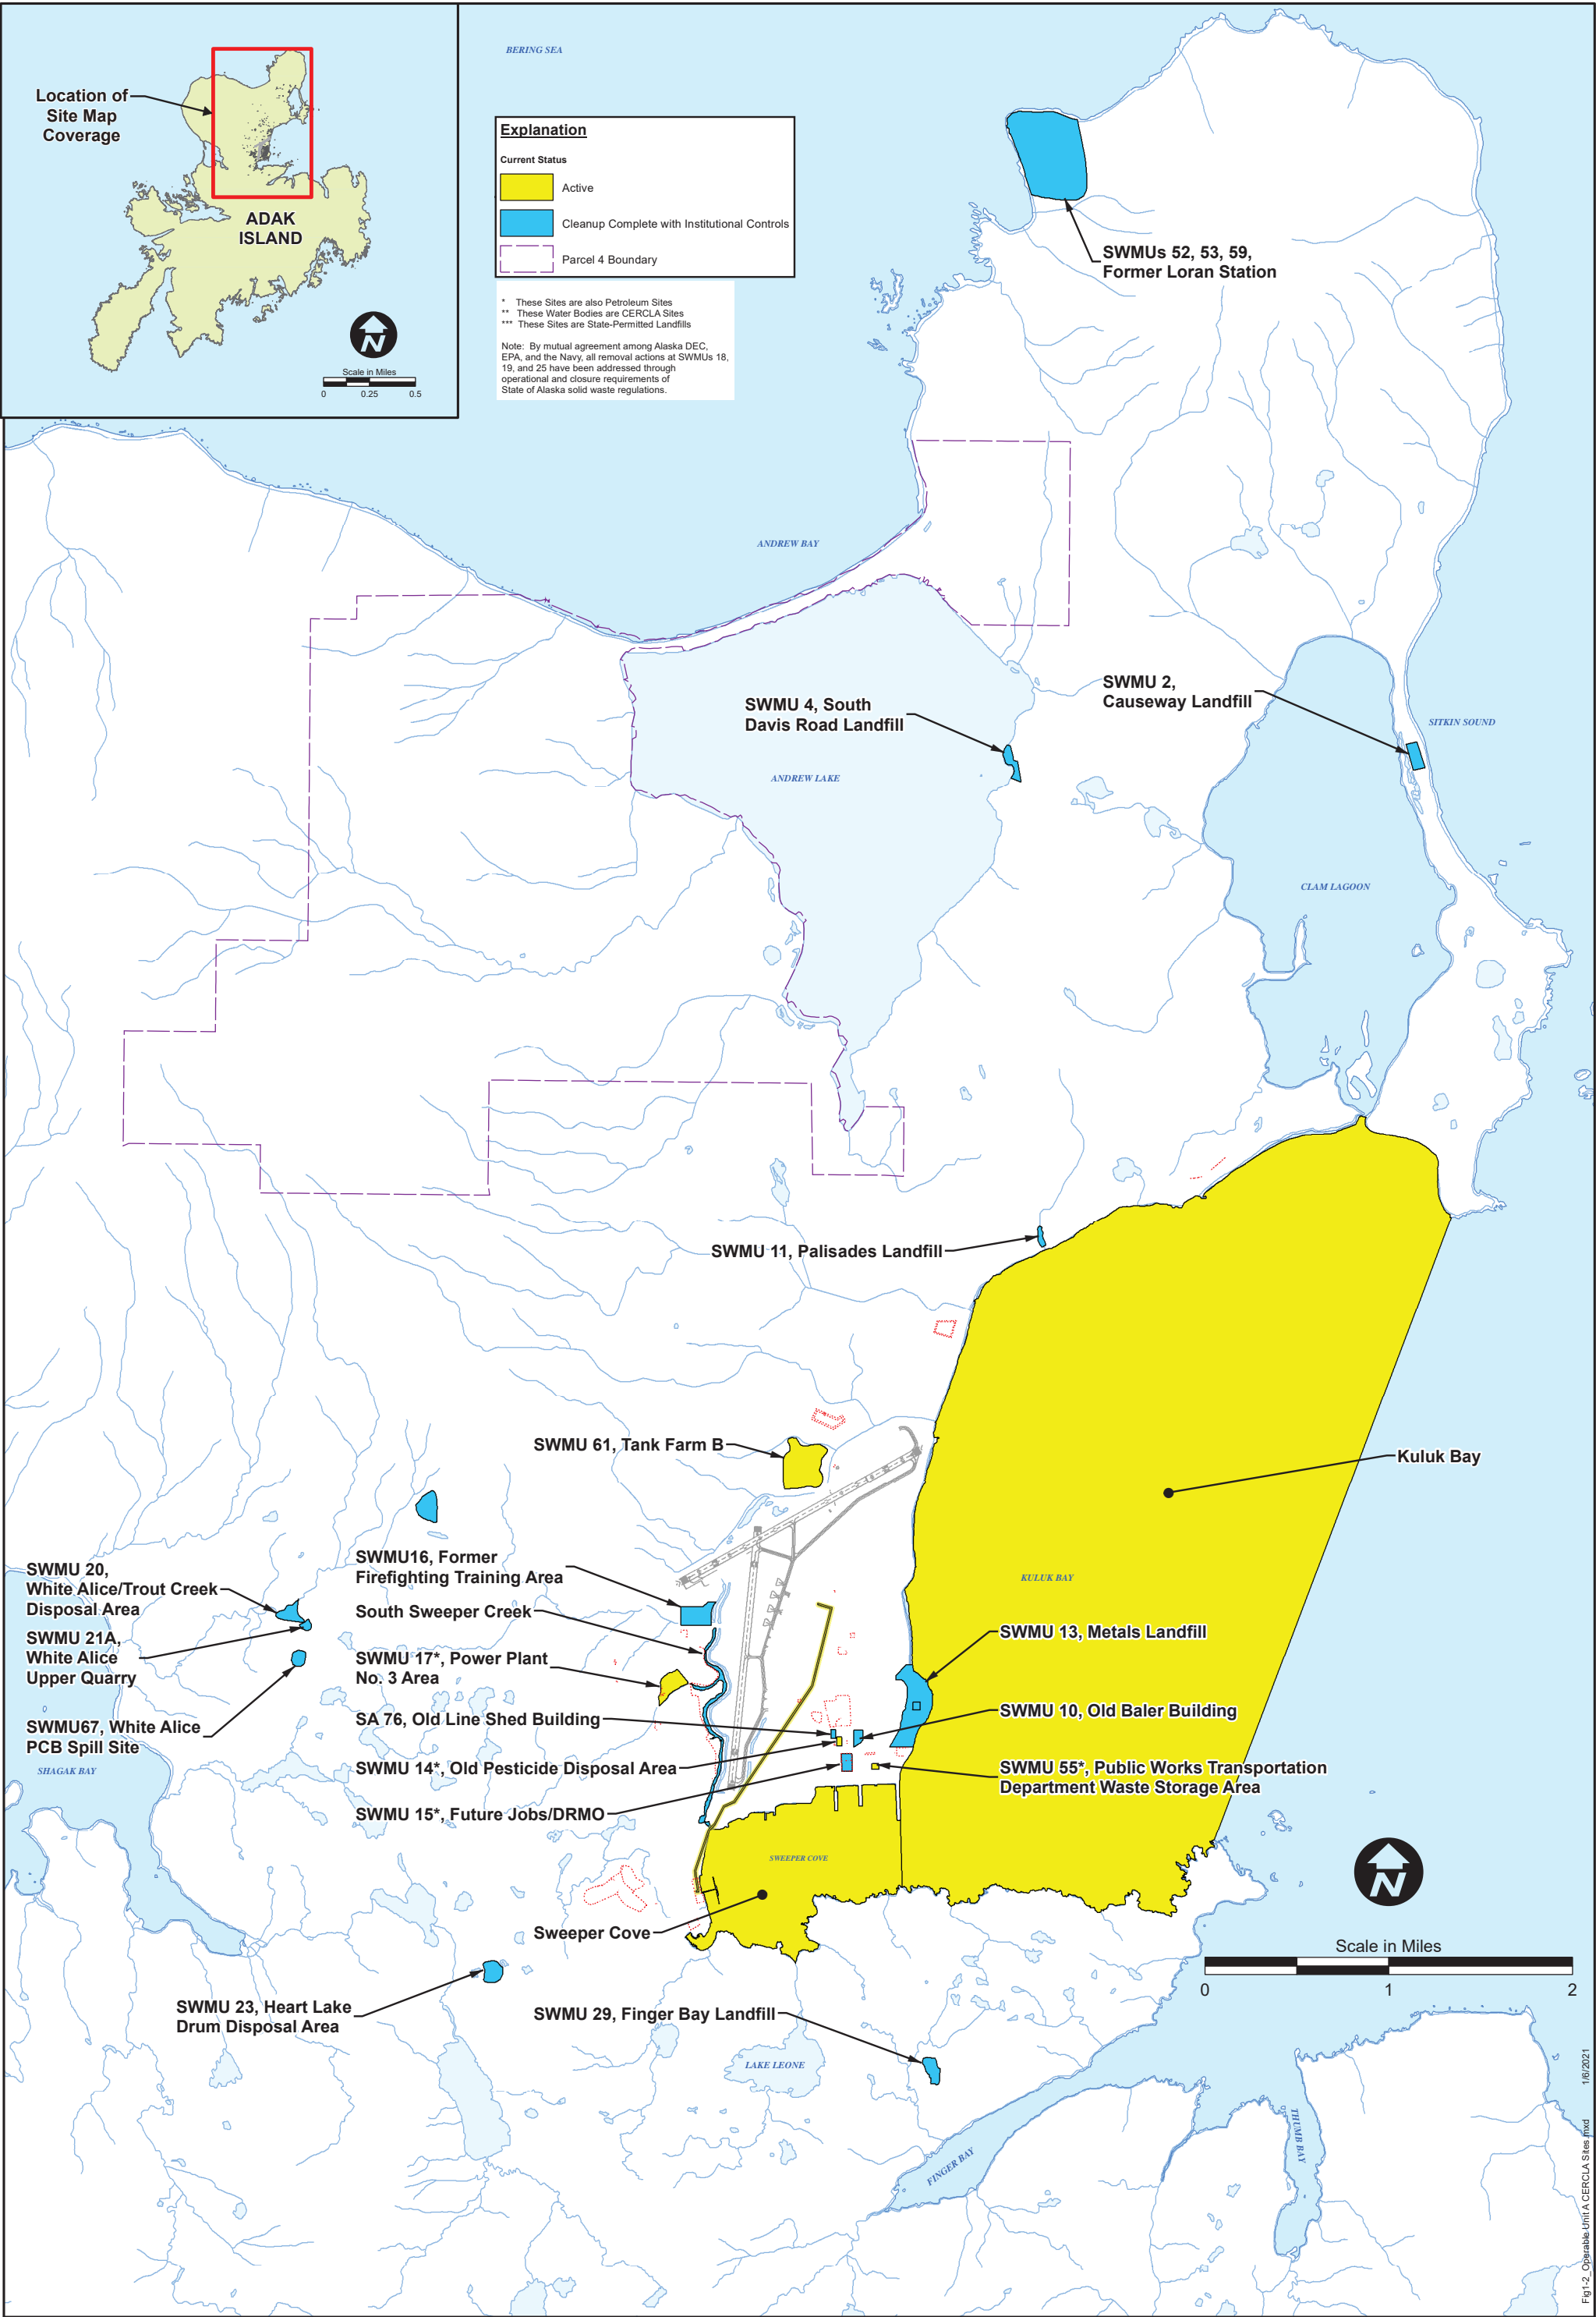 Location of
Site Map
Coverage
ADAK
ISLAND
N
Scale in Miles
0 0.25 0.5
BERING SEA
Explanation
Current Status
Active
Cleanup Complete with Institutional Controls
Parcel 4 Boundary
* These Sites are also Petroleum Sites
** These Water Bodies are CERCLA Sites
*** These Sites are State-Permitted Landfills
Note: By mutual agreement among Alaska DEC,
EPA, and the Navy, all removal actions at SWMUs 18,
19, and 25 have been addressed through
operational and closure requirements of
State of Alaska solid waste regulations.
SWMUs 52, 53, 59,
Former Loran Station
ANDREW BAY
SWMU 4, South
Davis Road Landfill
ANDREW LAKE
SWMU 2,
Causeway Landfill
SITKIN SOUND
CLAM LAGOON
SWMU 11, Palisades Landfill
SWMU 61, Tank Farm B
Kuluk Bay
KULUK BAY
SWMU 20,
White Alice/Trout Creek
Disposal Area
SWMU 21A,
White Alice
Upper Quarry
SWMU67, White Alice
PCB Spill Site
SHAGAK BAY
SWMU16, Former
Firefighting Training Area
South Sweeper Creek
SWMU 17*, Power Plant
No. 3 Area
SA 76, Old Line Shed Building
SWMU 14*, Old Pesticide Disposal Area
SWMU 15*, Future Jobs/DRMO
SWMU 13, Metals Landfill
SWMU 10, Old Baler Building
SWMU 55*, Public Works Transportation
Department Waste Storage Area
SWEEPER COVE
Sweeper Cove
N
Scale in Miles
0 1 2
SWMU 23, Heart Lake
Drum Disposal Area
SWMU 29, Finger Bay Landfill
LAKE LEONE
FINGER BAY
THUMB BAY
Fig1-2_Operable Unit A CERCLA Sites.mxd 1/6/2021